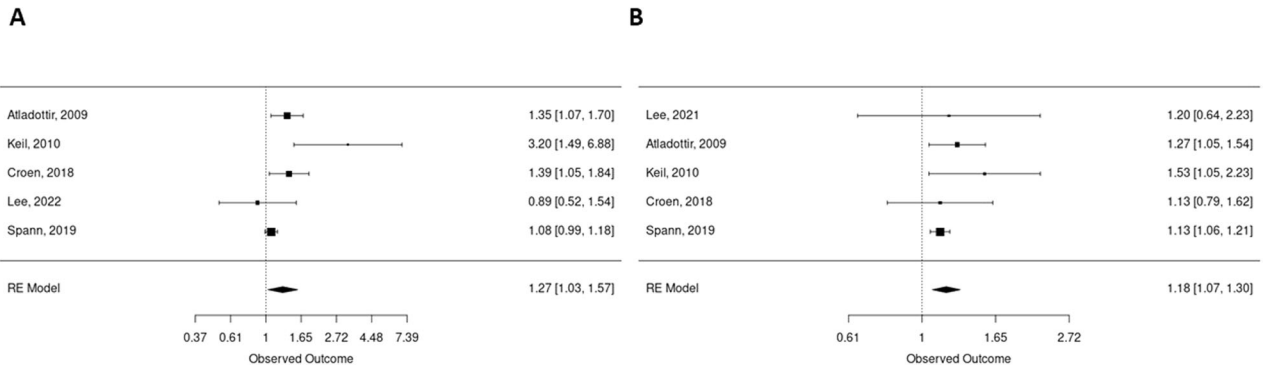 A
Atladottir, 2009 1.35 [1.07, 1.70]
Keil, 2010 3.20 [1.49, 6.88]
Croen, 2018 1.39 [1.05, 1.84]
Lee, 2022 0.89 [0.52, 1.54]
Spann, 2019 1.08 [0.99, 1.18]
RE Model 1.27 [1.03, 1.57]
0.37 0.61 1 1.65 2.72 4.48 7.39
Observed Outcome
B
Lee, 2021 1.20 [0.64, 2.23]
Atladottir, 2009 1.27 [1.05, 1.54]
Keil, 2010 1.53 [1.05, 2.23]
Croen, 2018 1.13 [0.79, 1.62]
Spann, 2019 1.13 [1.06, 1.21]
RE Model 1.18 [1.07, 1.30]
0.61 1 1.65 2.72
Observed Outcome